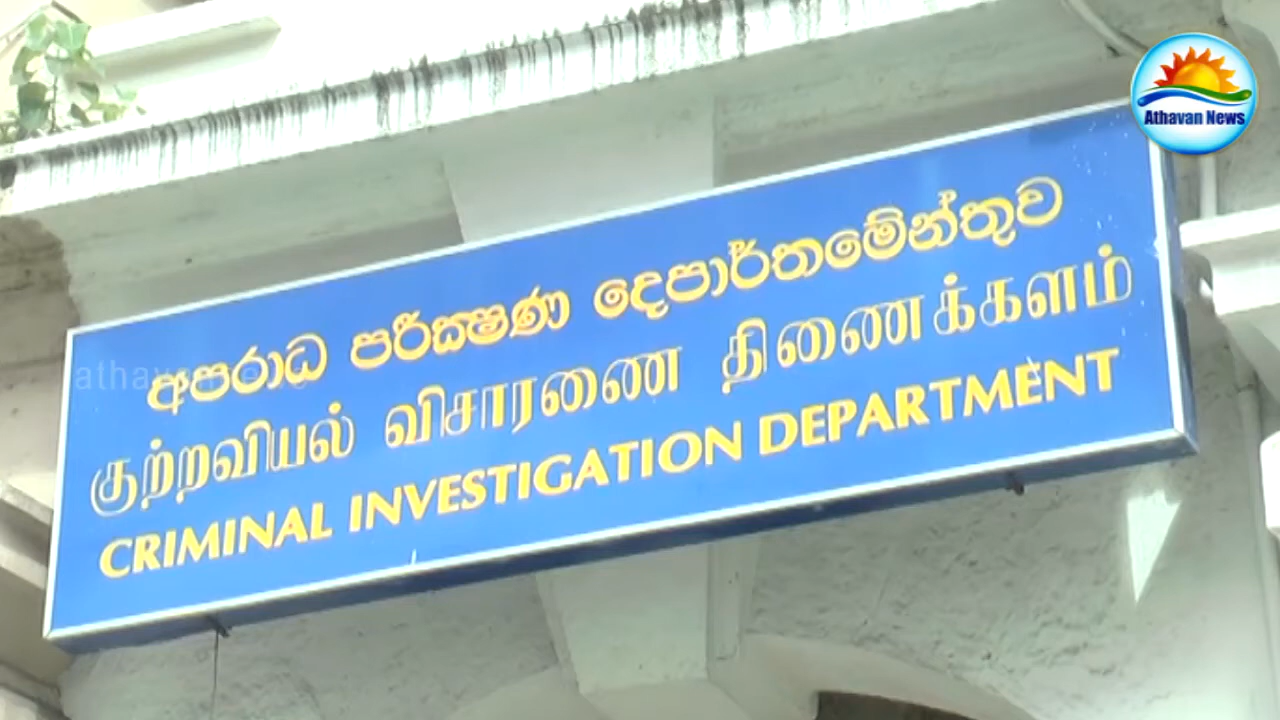 Athavan News
අපරාධ පරීක්ෂණ දෙපාර්තමේන්තුව
குற்றவியல் விசாரணை திணைக்களம்
CRIMINAL INVESTIGATION DEPARTMENT